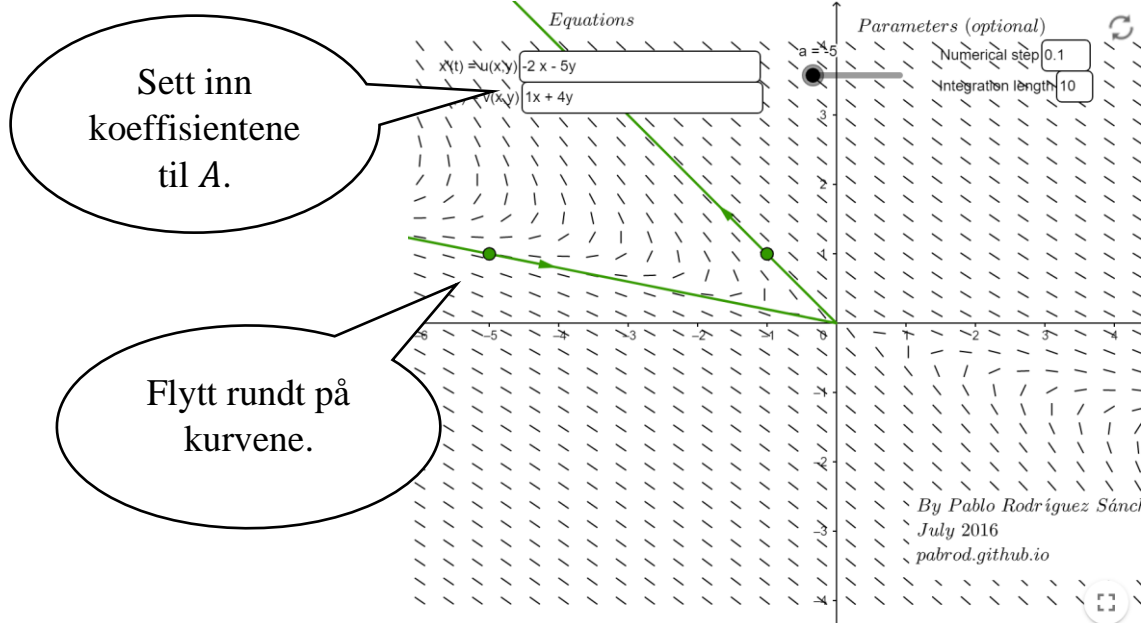 Sett inn
koeffisientene
til A.
Flytt rundt på
kurvene.
Equations
x'(t) = u(x,y) -2 x - 5y
v(x,y) 1x + 4y
a = -5
Parameters (optional)
Numerical step 0.1
Integration length 10
3
2
1
-6 -5 -4 -3 -2 -1 0 1 2 3 4
-1
-2
-3
-4
By Pablo Rodríguez Sánch
July 2016
pabrod.github.io